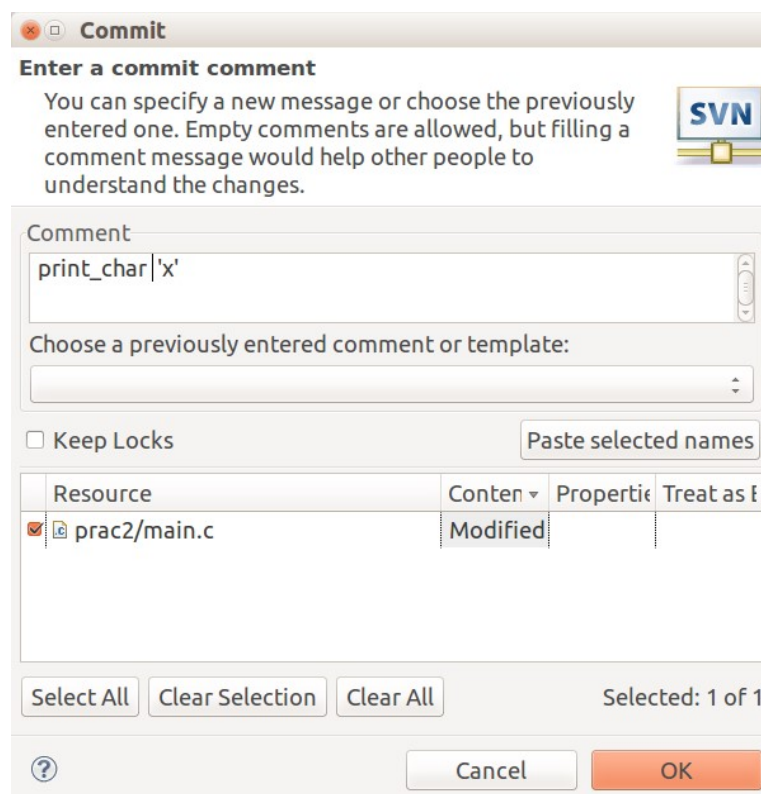 Commit
Enter a commit comment
You can specify a new message or choose the previously
entered one. Empty comments are allowed, but filling a
comment message would help other people to
understand the changes.
SVN
Comment
print_char 'x'
Choose a previously entered comment or template:
Keep Locks
Paste selected names
Resource Conten Propertie Treat as
.c prac2/main.c Modified
Select All Clear Selection Clear All Selected: 1 of 1
? Cancel OK